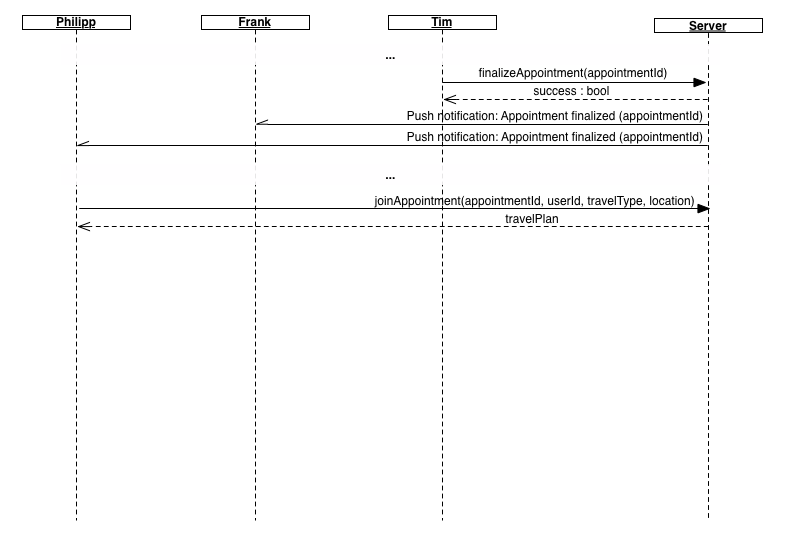 Philipp
Frank
Tim
Server
...
finalizeAppointment(appointmentId)
success : bool
Push notification: Appointment finalized (appointmentId)
Push notification: Appointment finalized (appointmentId)
...
joinAppointment(appointmentId, userId, travelType, location)
travelPlan